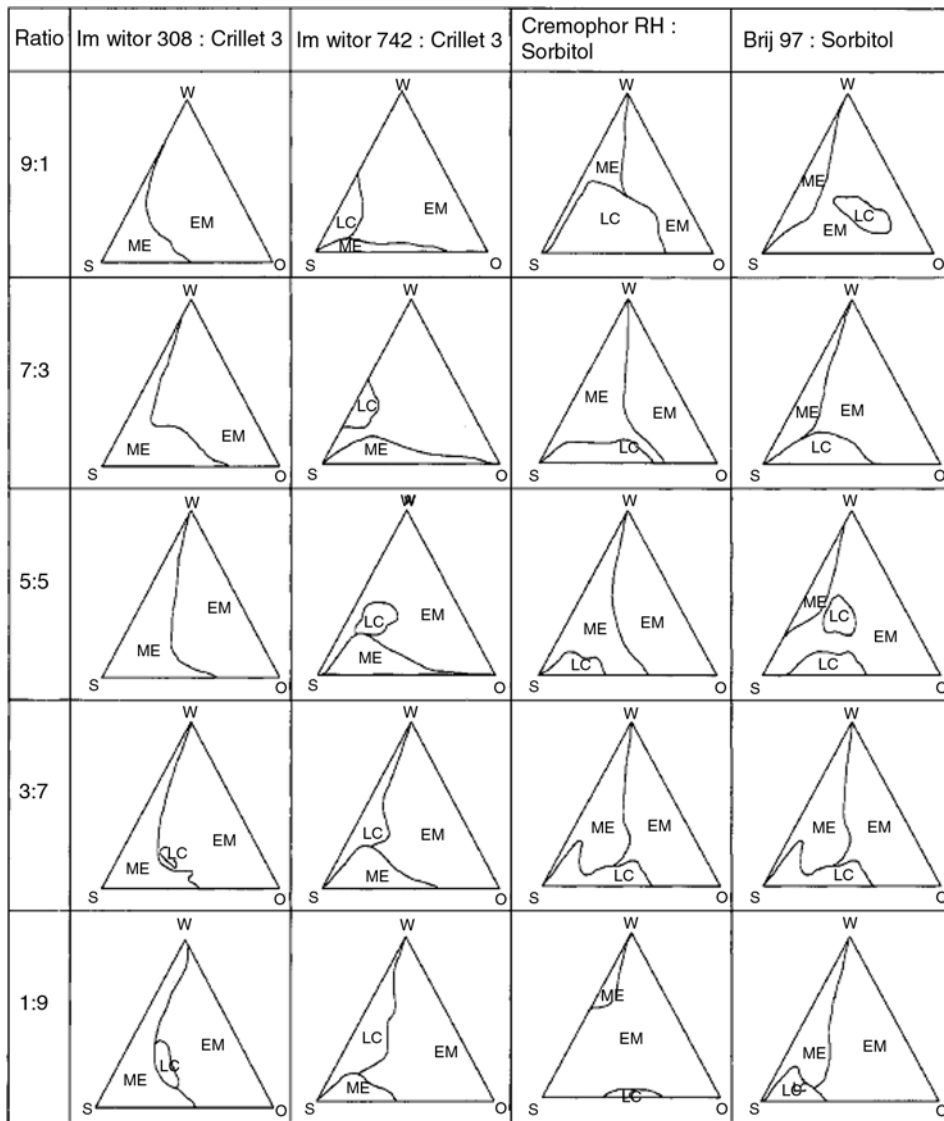 Ratio
Im witor 308 : Crillet 3
Im witor 742 : Crillet 3
Cremophor RH :
Sorbitol
Brij 97 : Sorbitol
9:1
W
ME
EM
S
O
W
LC
EM
ME
S
O
W
ME
LC
EM
S
O
W
ME
LC
EM
S
O
7:3
W
ME
EM
S
O
W
LC
ME
S
O
W
ME
EM
LC
S
O
W
ME
EM
LC
S
O
5:5
W
EM
ME
S
O
W
LC
EM
ME
S
O
W
ME
EM
LC
S
O
W
ME
LC
EM
LC
S
O
3:7
W
EM
LC
ME
S
O
W
LC
EM
ME
S
O
W
ME
EM
LC
S
O
W
ME
EM
LC
S
O
1:9
W
EM
LC
ME
S
O
W
LC
EM
ME
S
O
W
ME
EM
LC
S
O
W
ME
EM
LC
S
O